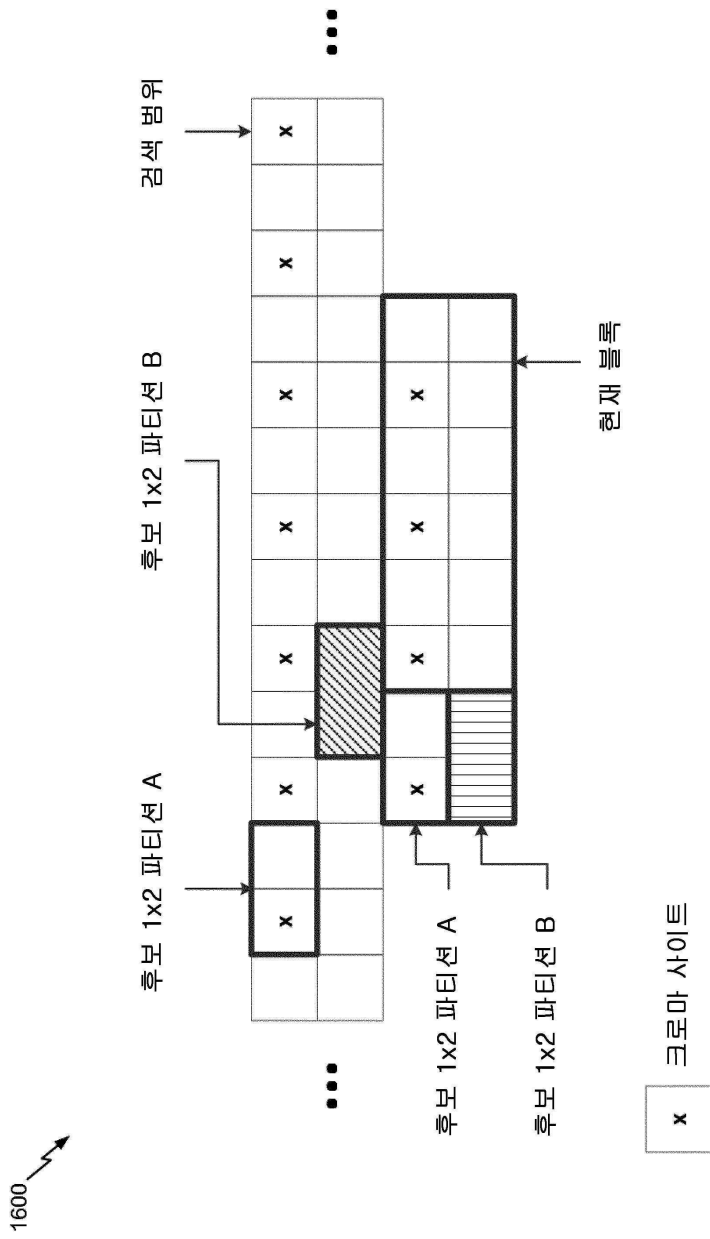 1600
후보 1x2 파티션 A
후보 1x2 파티션 B
검색 범위
x x x x x x x
x x x x
후보 1x2 파티션 A
후보 1x2 파티션 B
현재 블록
x 크로마 사이트